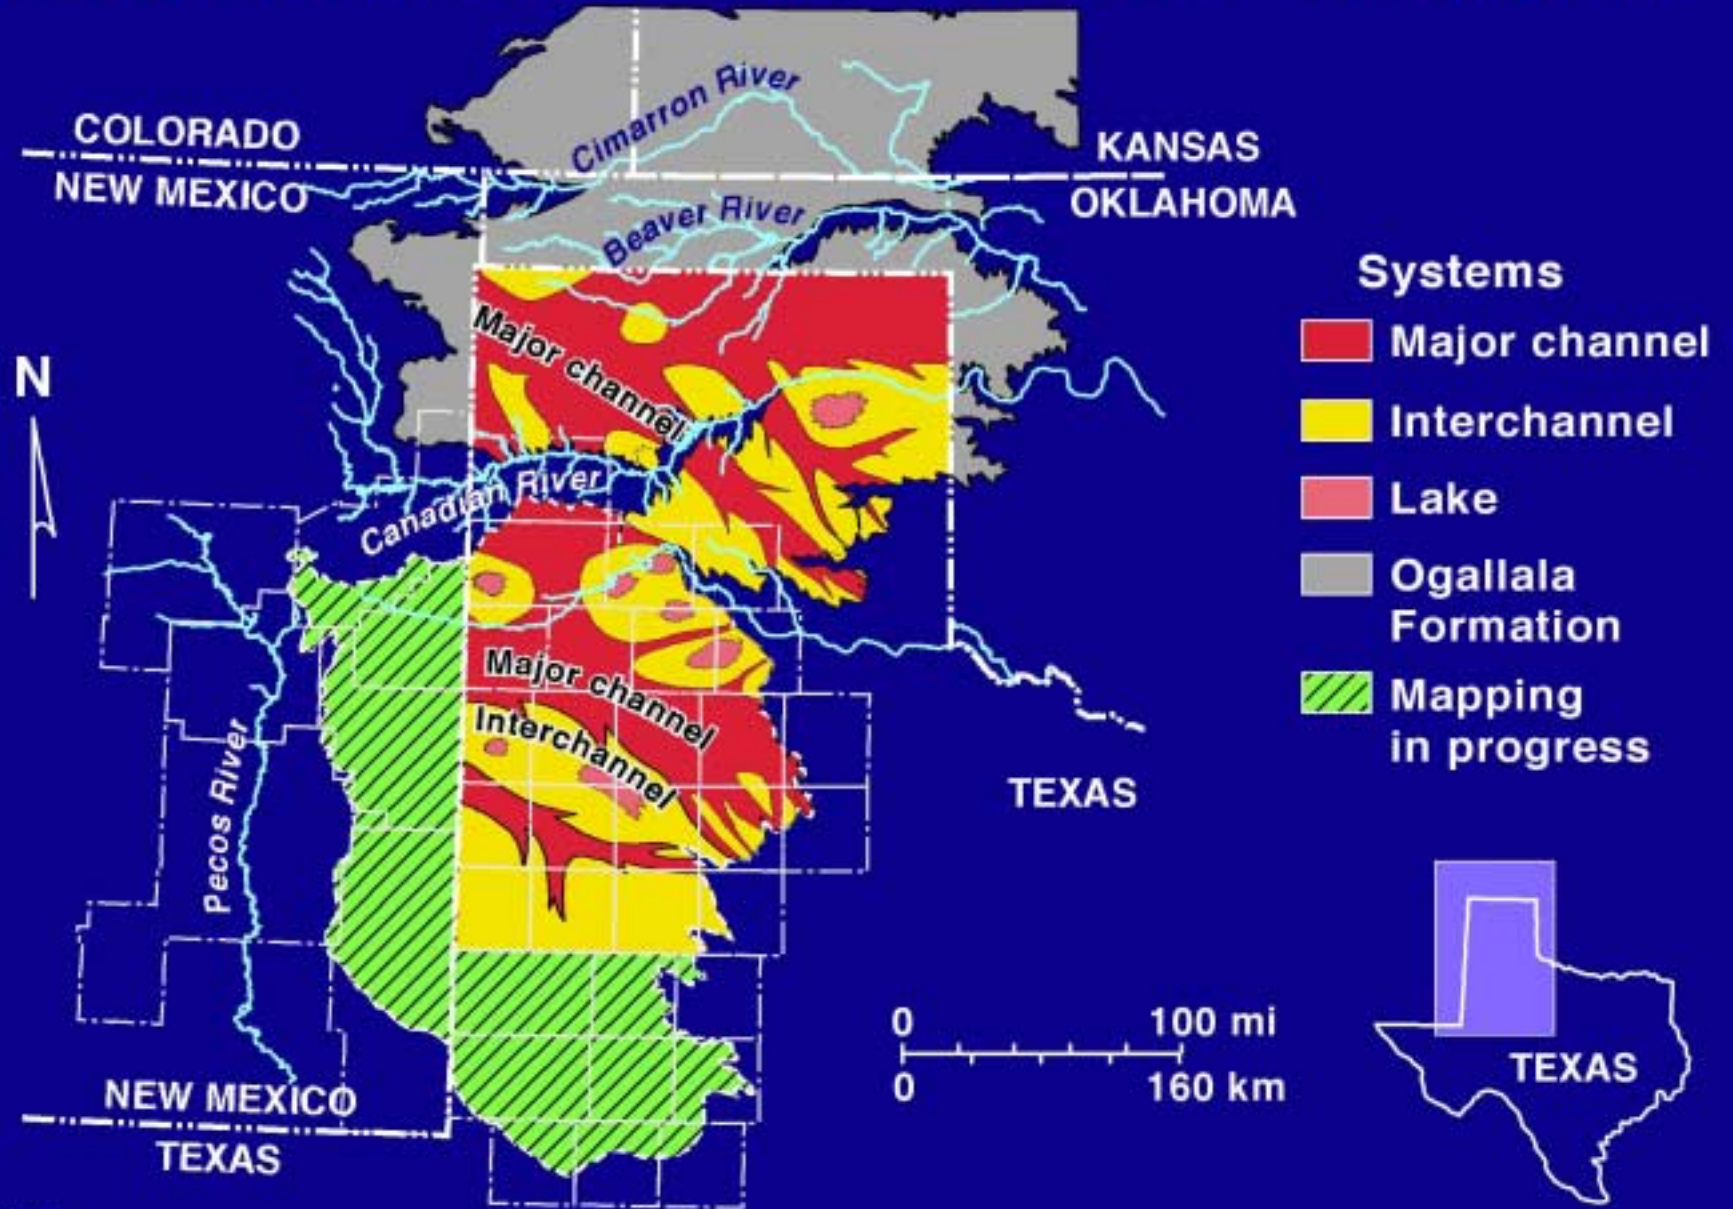 Cimarron River
COLORADO
KANSAS
NEW MEXICO
OKLAHOMA
Beaver River
Systems
Major channel
Major channel
N
Interchannel
Canadian River
Lake
Ogallala
Formation
Major channel
Mapping
in progress
Interchannel
Pecos River
TEXAS
0
100 mi
0
160 km
TEXAS
NEW MEXICO
TEXAS